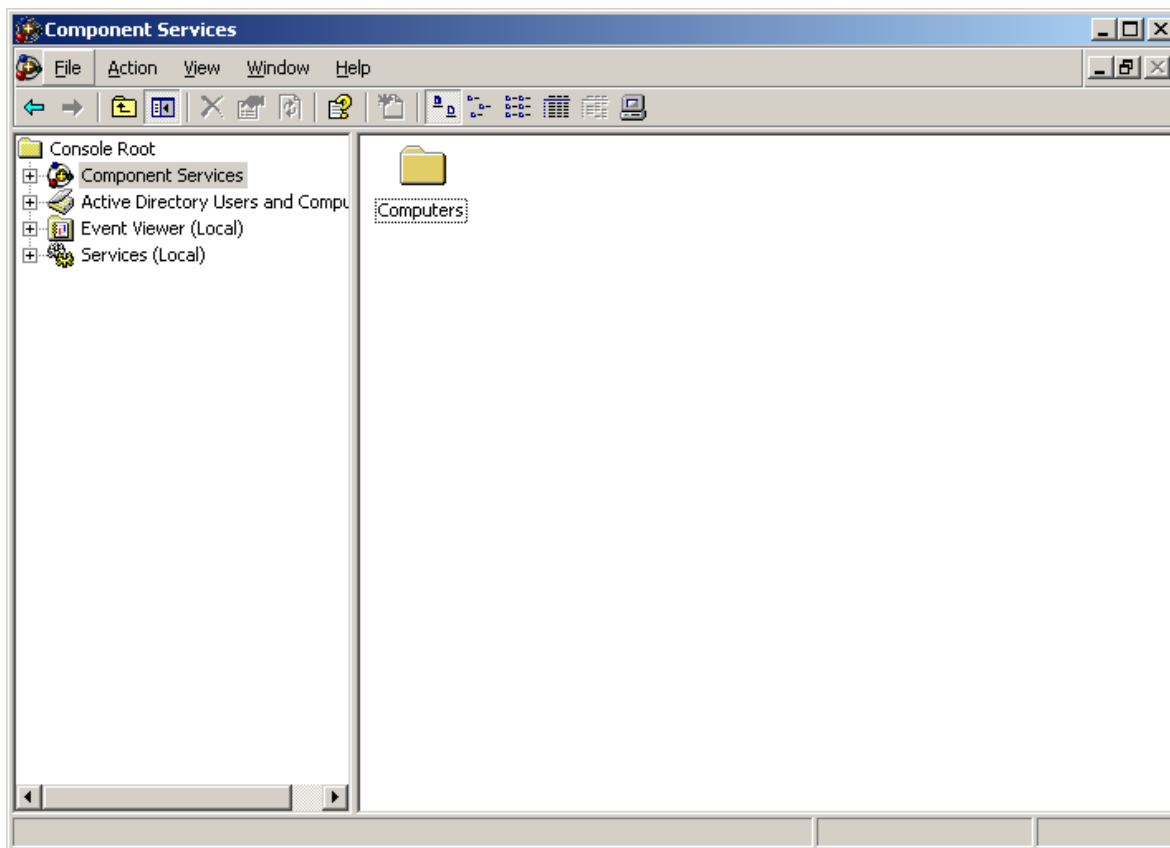 Component Services
File Action View Window Help
Console Root
Component Services
Active Directory Users and Compu
Event Viewer (Local)
Services (Local)
Computers